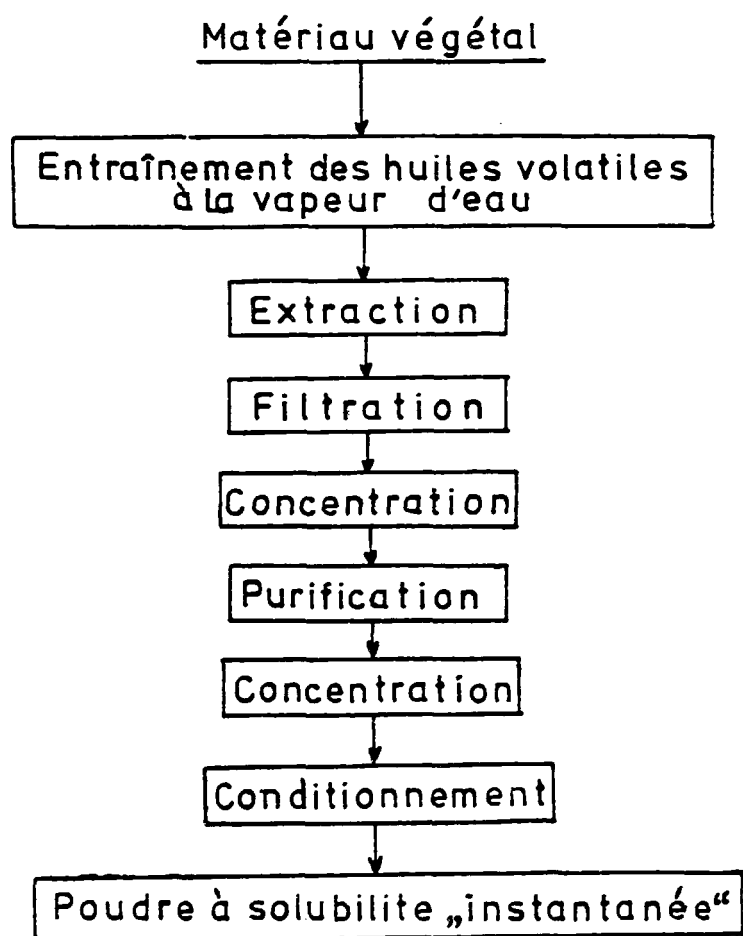 Matériau végétal
Entraînement des huiles volatiles
à la vapeur d'eau
Extraction
Filtration
Concentration
Purification
Concentration
Conditionnement
Poudre à solubilite „instantanée“